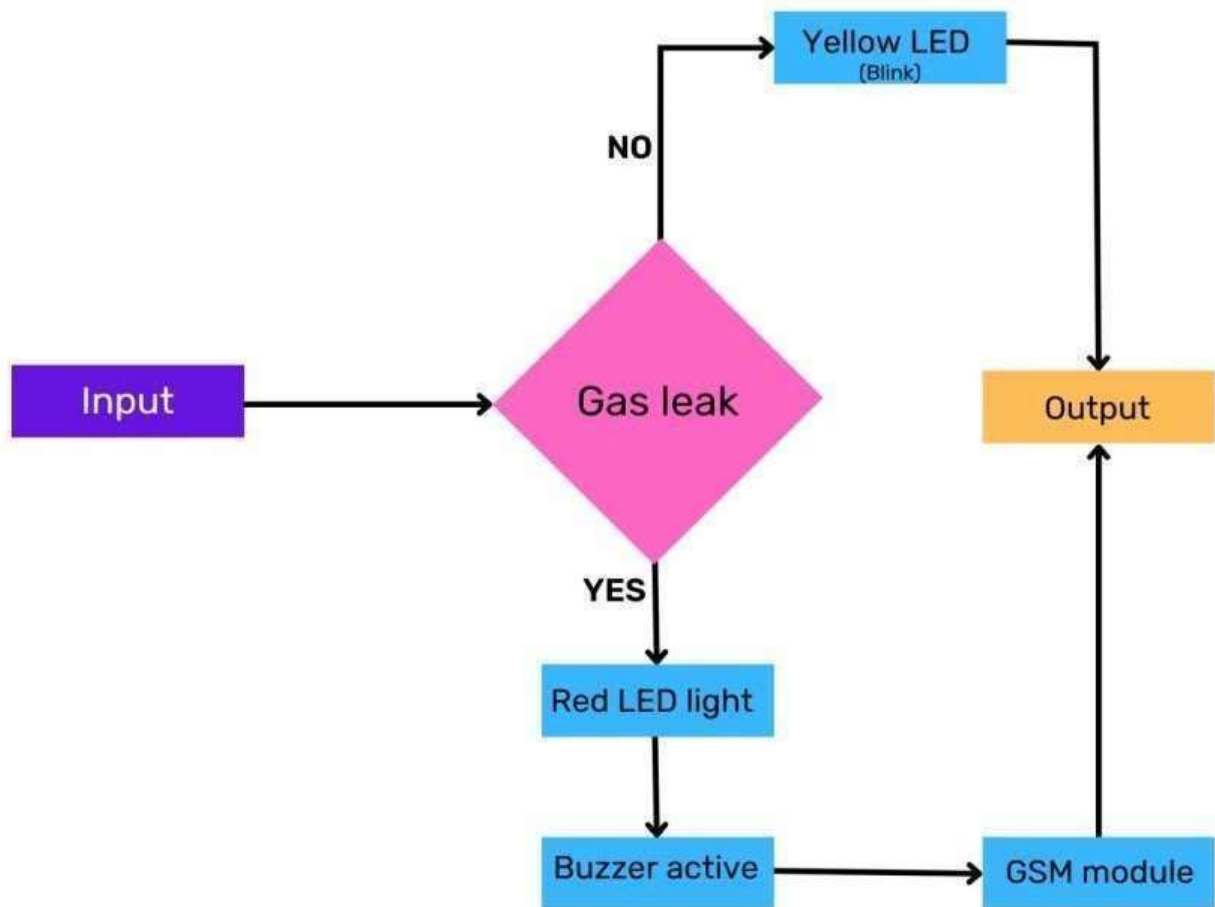 Yellow LED
(Blink)
NO
Input
Gas leak
Output
YES
Red LED light
Buzzer active
GSM module